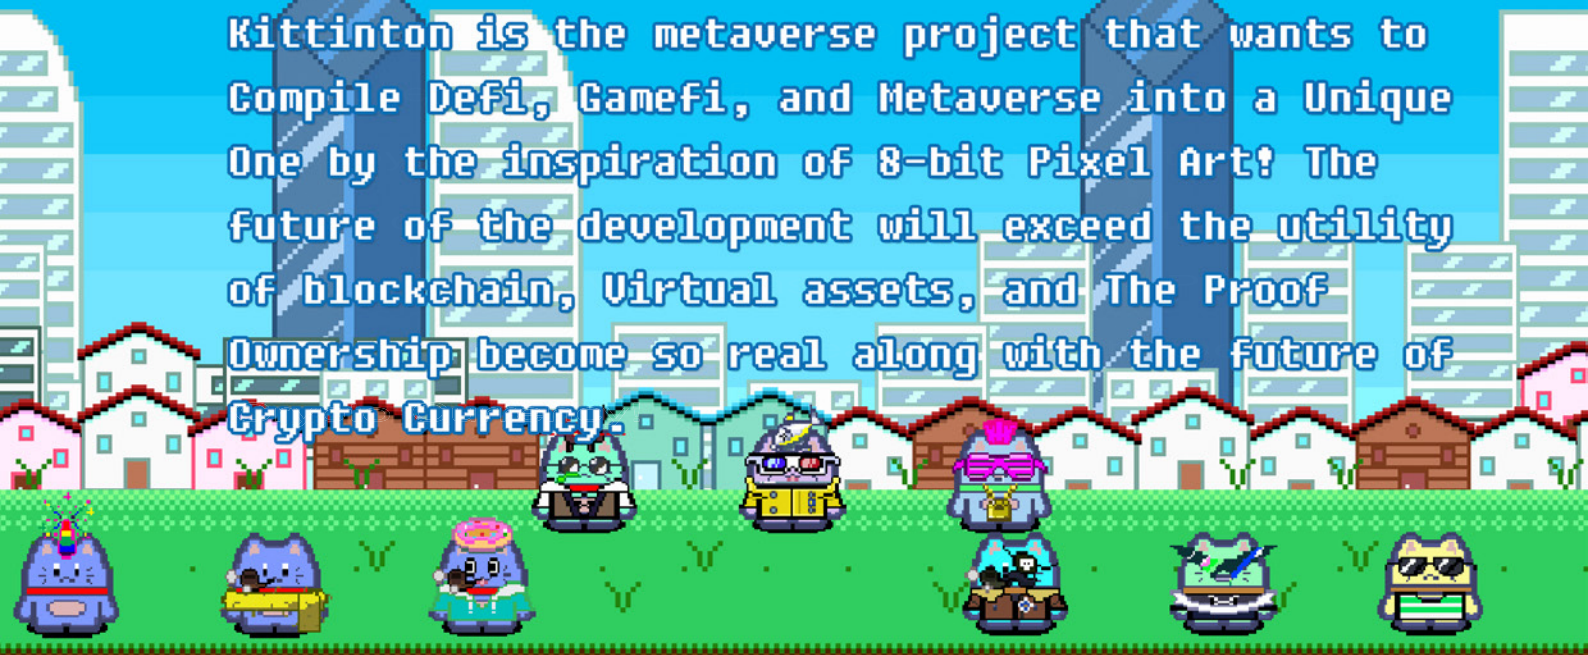 Kittinton is the metaverse project that wants to
Compile Defi, Gamefi, and Metaverse into a Unique
One by the inspiration of 8-bit Pixel Art! The
future of the development will exceed the utility
of blockchain, Virtual assets, and The Proof
Ownership become so real along with the future of
Crypto Currency.